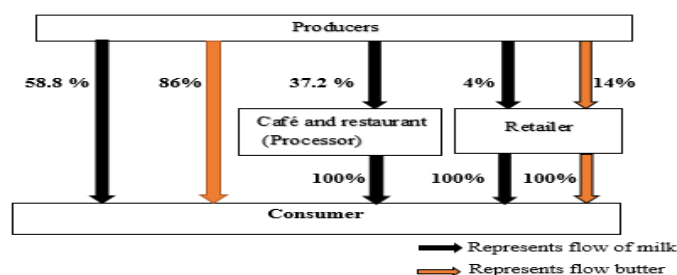 Producers
58.8 % 86% 37.2 % 4% 14%
Café and restaurant
(Processor)
Retailer
100% 100% 100%
Consumer
Represents flow of milk
Represents flow butter